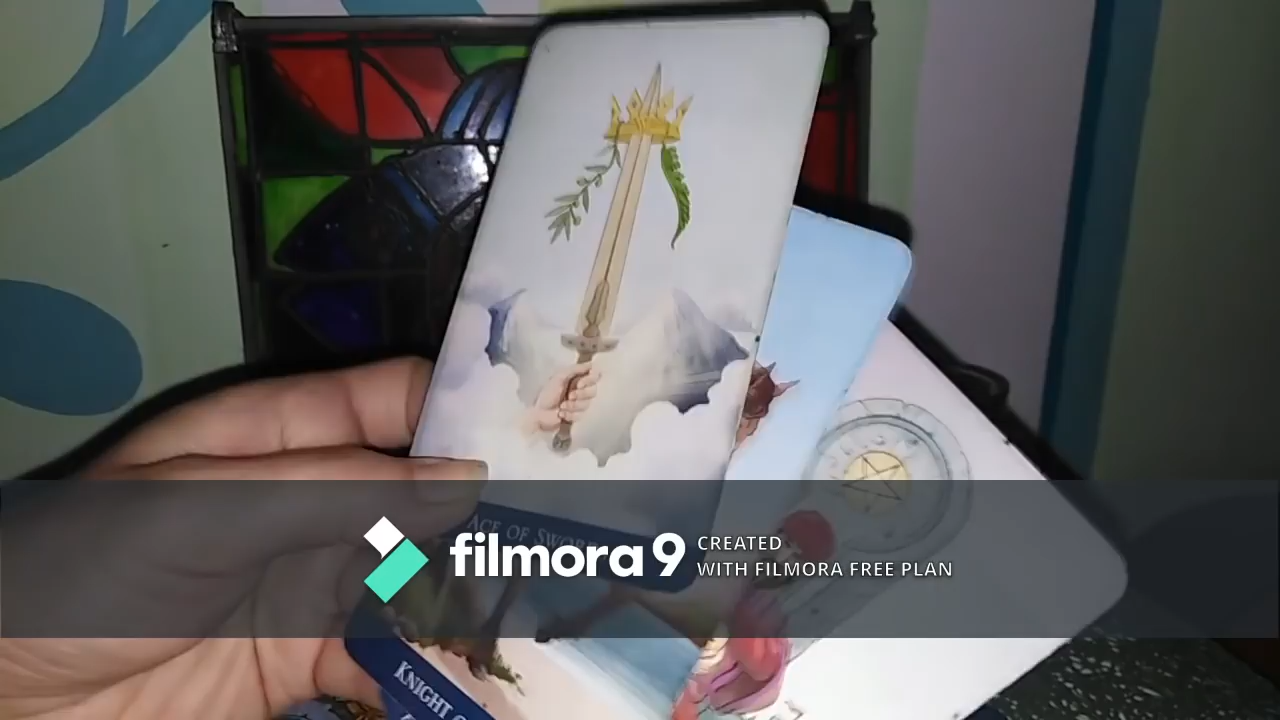 ACE OF SWORDS
filmora 9
CREATED
WITH FILMORA FREE PLAN
KNIGHT